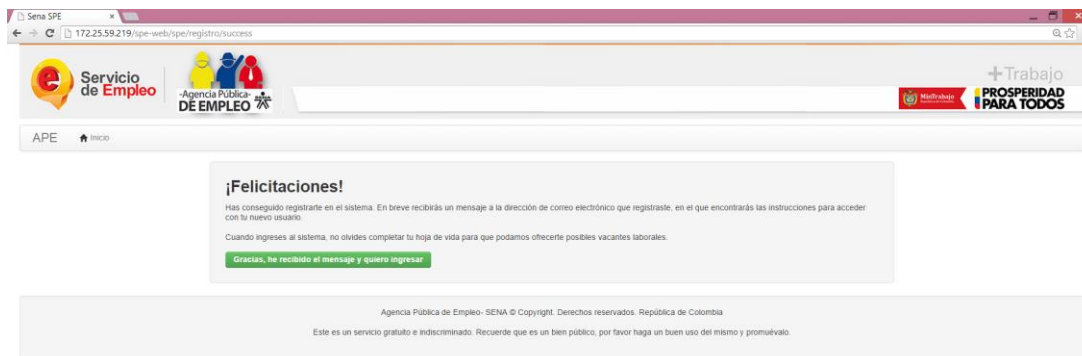 Sena SPE
172.25.59.219/spe-web/spe/registro/success
Servicio
de Empleo
-Agencia Pública-
DE EMPLEO
+Trabajo
MinTrabajo
PROSPERIDAD
PARA TODOS
APE Inicio
¡Felicitaciones!
Has conseguido registrarte en el sistema. En breve recibirás un mensaje a la dirección de correo electrónico que registraste, en el que encontrarás las instrucciones para acceder
con tu nuevo usuario.
Cuando ingreses al sistema, no olvides completar tu hoja de vida para que podamos ofrecerte posibles vacantes laborales.
Gracias, he recibido el mensaje y quiero ingresar
Agencia Pública de Empleo- SENA © Copyright. Derechos reservados. República de Colombia
Este es un servicio gratuito e indiscriminado. Recuerde que es un bien público, por favor haga un buen uso del mismo y promuévalo.